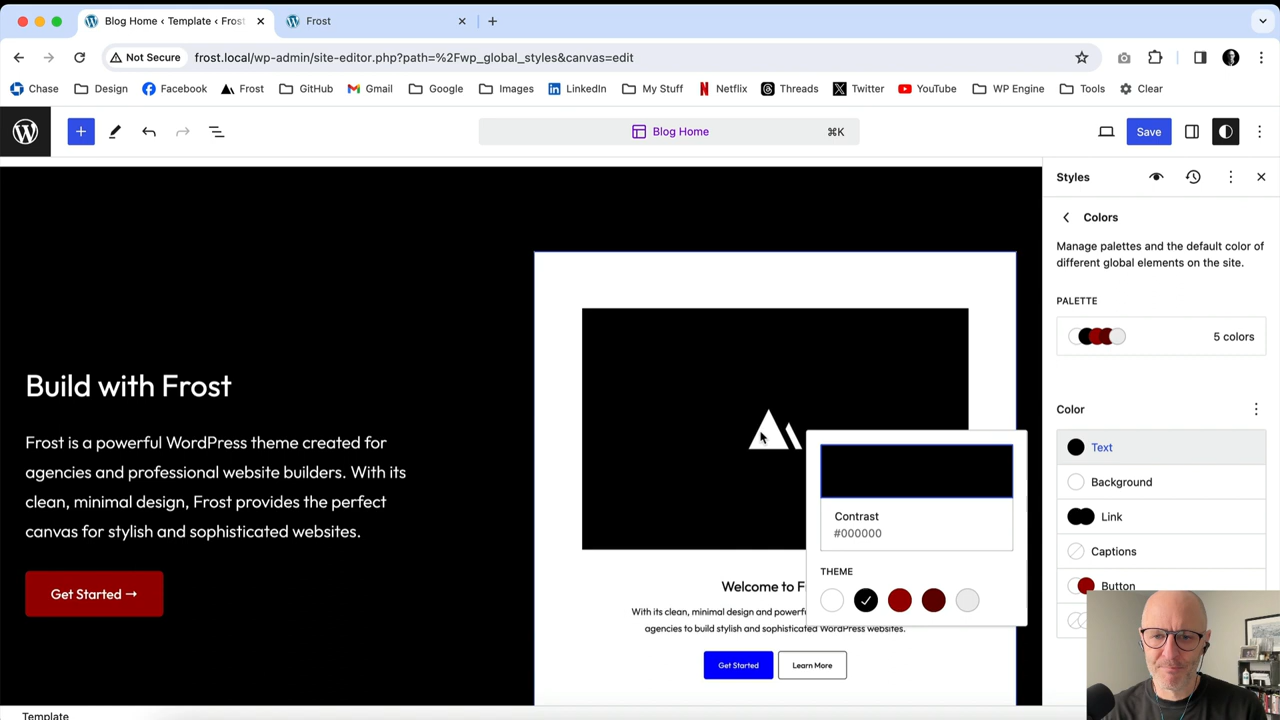 Blog Home ‹ Template ‹ Frost
Frost
Not Secure
frost.local/wp-admin/site-editor.php?path=%2Fwp_global_styles&canvas=edit
Chase
Design
Facebook
Frost
GitHub
Gmail
Google
Images
LinkedIn
My Stuff
Netflix
Threads
Twitter
YouTube
WP Engine
Tools
Clear
Blog Home
⌘K
Save
Styles
Colors
Manage palettes and the default color of
different global elements on the site.
PALETTE
5 colors
Color
Text
Background
Link
Captions
Button
Build with Frost
Frost is a powerful WordPress theme created for
agencies and professional website builders. With its
clean, minimal design, Frost provides the perfect
canvas for stylish and sophisticated websites.
Get Started →
Contrast
#000000
THEME
Welcome to F
With its clean, minimal design and powerf
agencies to build stylish and sophisticated WordPress websites.
Get Started
Learn More
Template